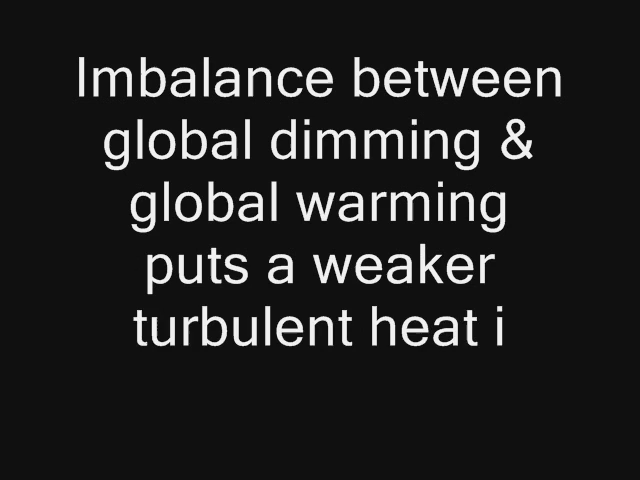 Imbalance between
global dimming &
global warming
puts a weaker
turbulent heat i